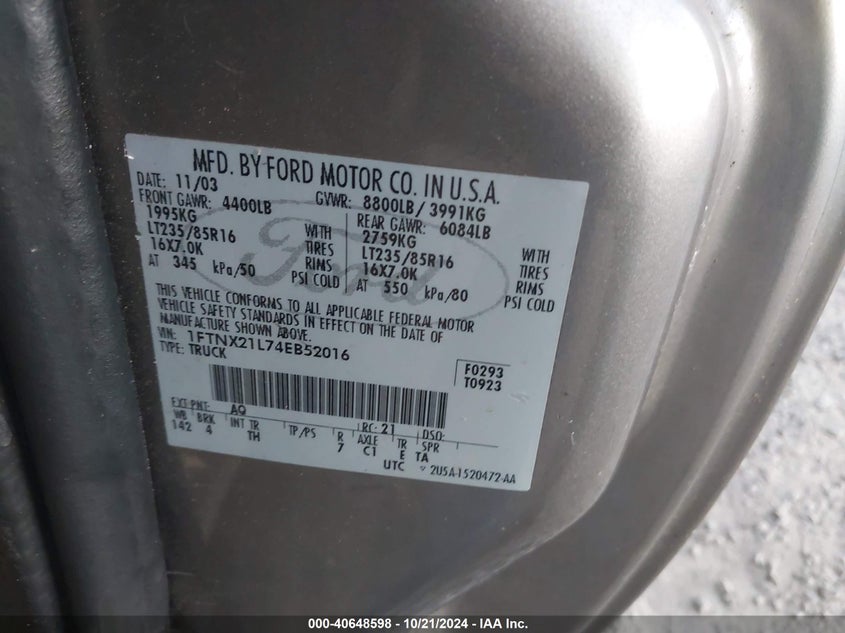 MFD. BY FORD MOTOR CO. IN U.S.A.
DATE: 11/03 GVWR: 8800LB/ 3991KG
FRONT GAWR: 4400LB REAR GAWR: 6084LB
1995KG WITH 2759KG WITH
LT235/85R16 TIRES LT235/85R16 TIRES
16X7.0K RIMS 16X7.0K RIMS
AT 345 kPa/50 PSI COLD AT 550 kPa/80 PSI COLD
THIS VEHICLE CONFORMS TO ALL APPLICABLE FEDERAL MOTOR
VEHICLE SAFETY STANDARDS IN EFFECT ON THE DATE OF
MANUFACTURE SHOWN ABOVE.
VIN: 1FTNX21L74EB52016
TYPE: TRUCK
F0293
T0923
EXT PNT: AQ RC: 21 DSO:
WB BRK INT TR TP/PS R AXLE TR SPR
142 4 TH 7 C1 E TA
UTC 2U5A-1520472-AA
Ford
000-40648598 - 10/21/2024 - IAA Inc.